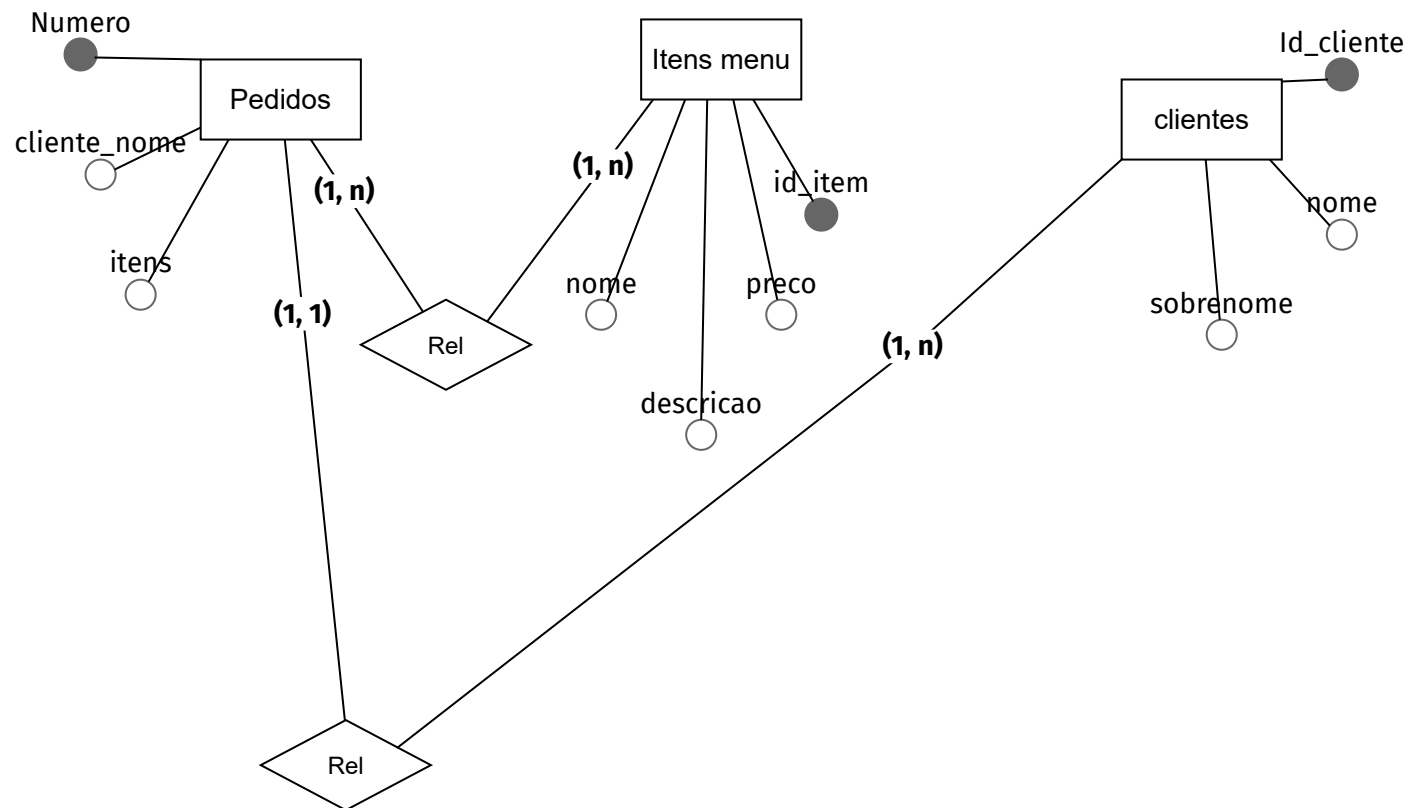 Numero
Pedidos
cliente_nome
itens
(1, n)
(1, 1)
Rel
Itens menu
(1, n)
id_item
nome
preco
descricao
Id_cliente
clientes
nome
sobrenome
(1, n)
Rel